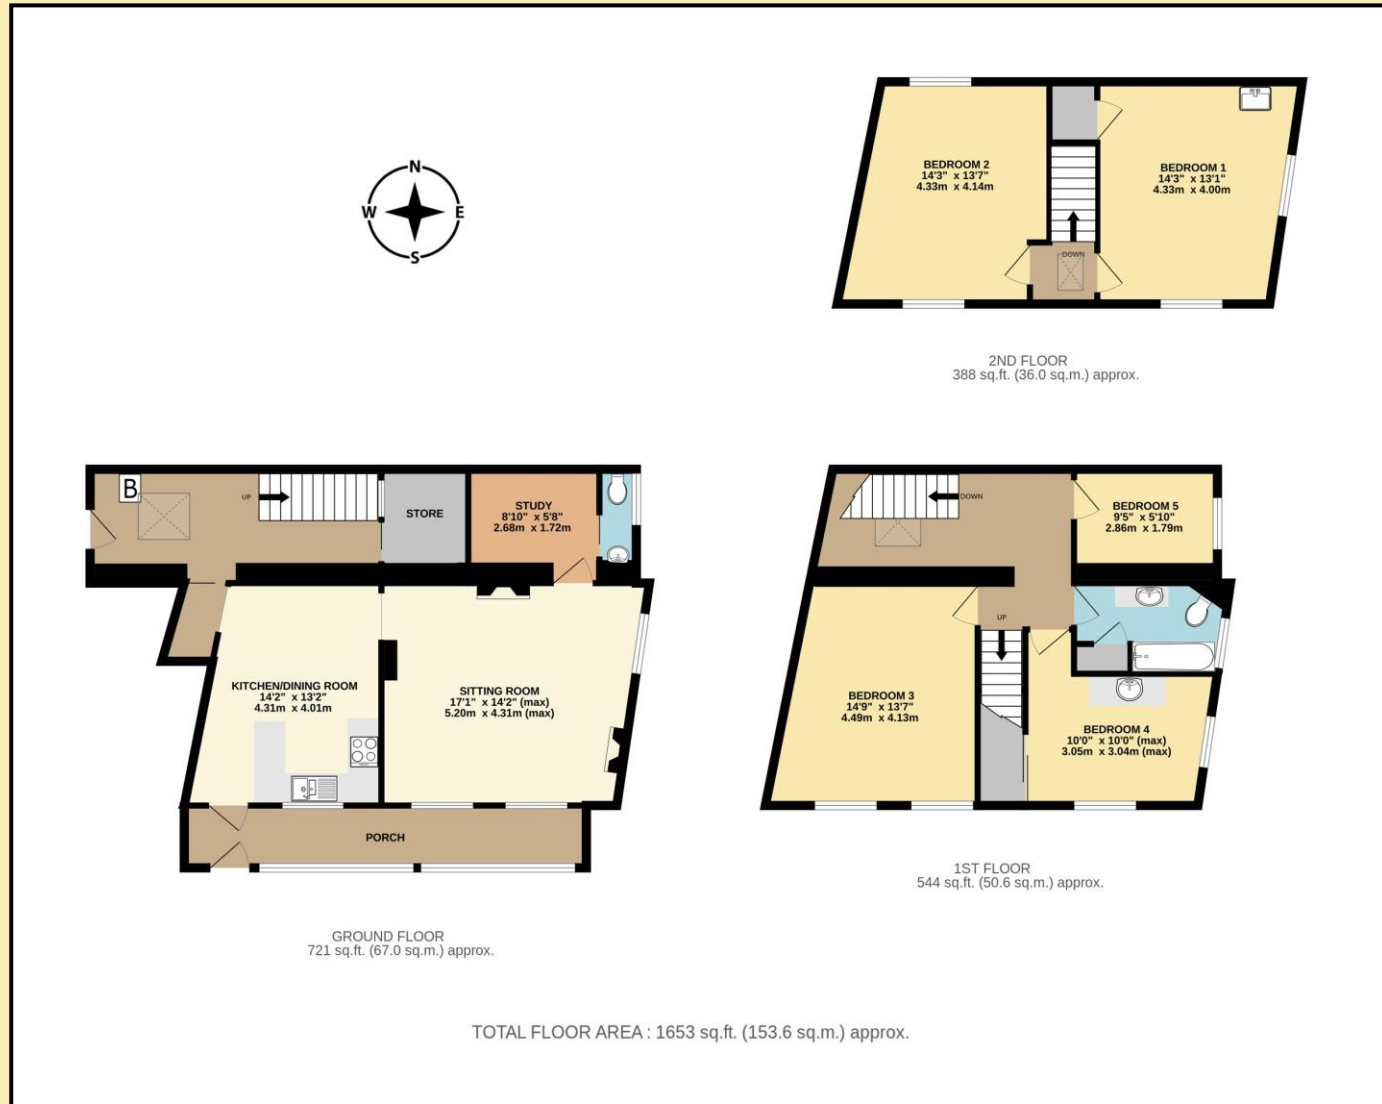 BEDROOM 2
14'3" x 13'7"
4.33m x 4.14m
BEDROOM 1
14'3" x 13'1"
4.33m x 4.00m
DOWN
2ND FLOOR
388 sq.ft. (36.0 sq.m.) approx.
N
W E
S
B
UP
STORE
STUDY
8'10" x 5'8"
2.68m x 1.72m
KITCHEN/DINING ROOM
14'2" x 13'2"
4.31m x 4.01m
SITTING ROOM
17'1" x 14'2" (max)
5.20m x 4.31m (max)
PORCH
GROUND FLOOR
721 sq.ft. (67.0 sq.m.) approx.
DOWN
BEDROOM 5
9'5" x 5'10"
2.86m x 1.79m
UP
BEDROOM 3
14'9" x 13'7"
4.49m x 4.13m
BEDROOM 4
10'0" x 10'0" (max)
3.05m x 3.04m (max)
1ST FLOOR
544 sq.ft. (50.6 sq.m.) approx.
TOTAL FLOOR AREA : 1653 sq.ft. (153.6 sq.m.) approx.